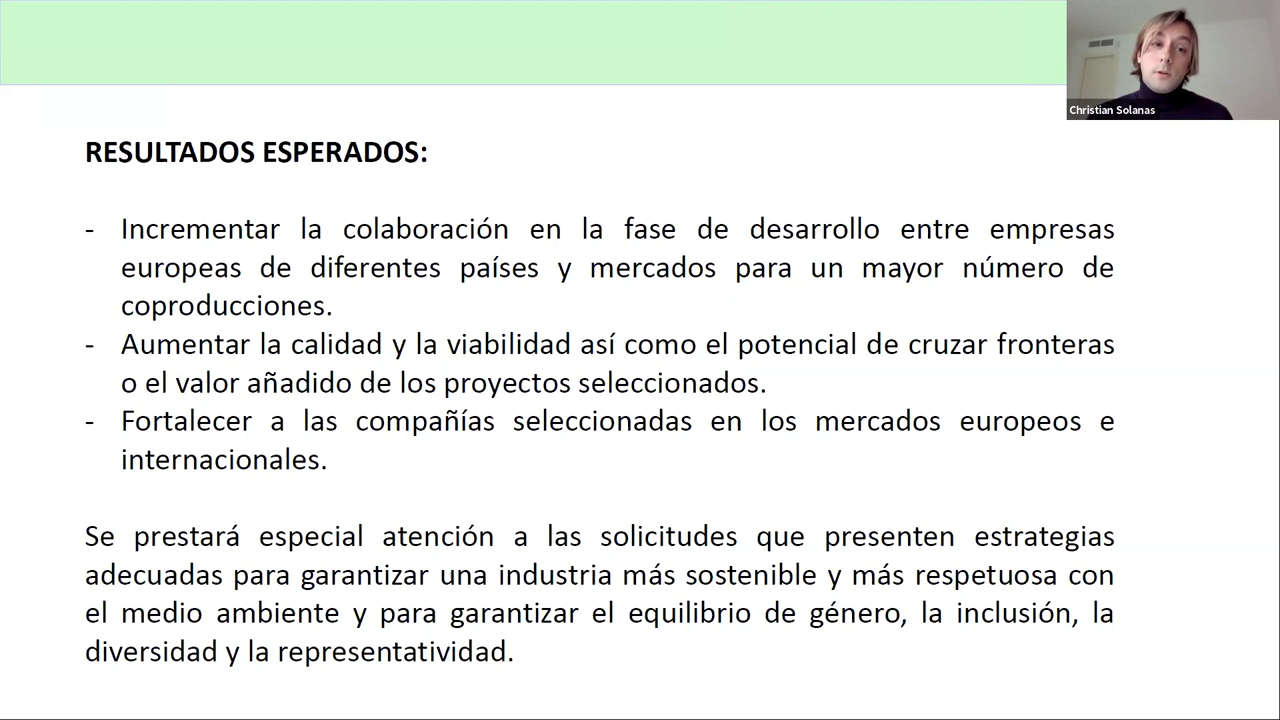 Christian Solanas
RESULTADOS ESPERADOS:
- Incrementar la colaboración en la fase de desarrollo entre empresas
europeas de diferentes países y mercados para un mayor número de
coproducciones.
- Aumentar la calidad y la viabilidad así como el potencial de cruzar fronteras
o el valor añadido de los proyectos seleccionados.
- Fortalecer a las compañías seleccionadas en los mercados europeos e
internacionales.
Se prestará especial atención a las solicitudes que presenten estrategias
adecuadas para garantizar una industria más sostenible y más respetuosa con
el medio ambiente y para garantizar el equilibrio de género, la inclusión, la
diversidad y la representatividad.